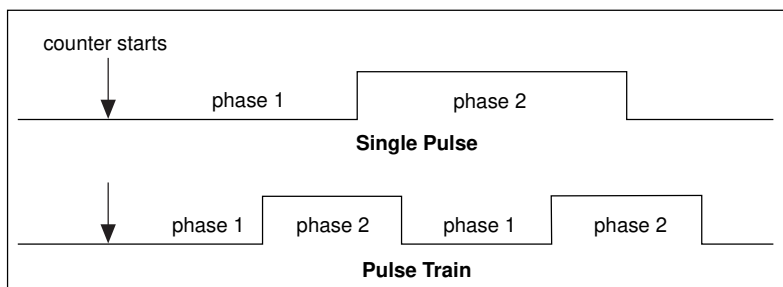 counter starts
phase 1 phase 2
Single Pulse
phase 1 phase 2 phase 1 phase 2
Pulse Train